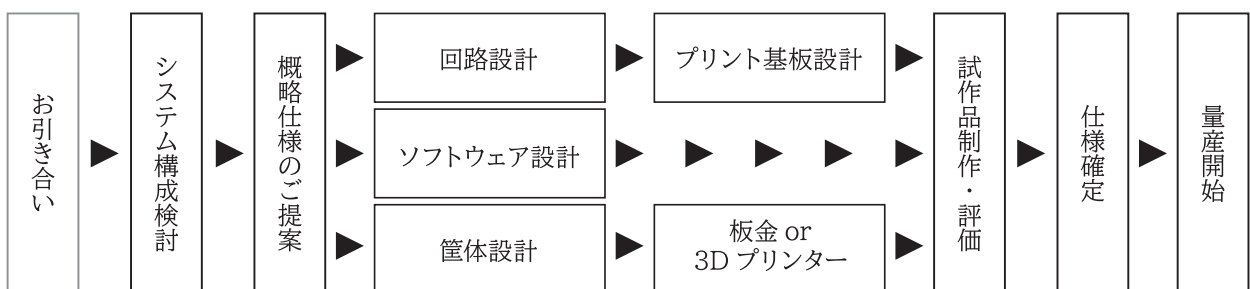 お引き合い
システム構成検討
概略仕様のご提案
回路設計
プリント基板設計
ソフトウェア設計
筐体設計
板金 or
3D プリンター
試作品制作・評価
仕様確定
量産開始